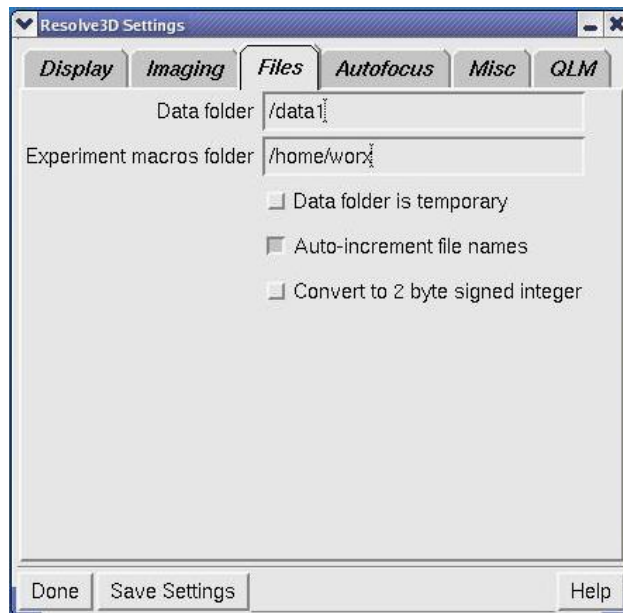 Resolve3D Settings
Display Imaging Files Autofocus Misc QLM
Data folder /data1
Experiment macros folder /home/worx
Data folder is temporary
Auto-increment file names
Convert to 2 byte signed integer
Done Save Settings Help